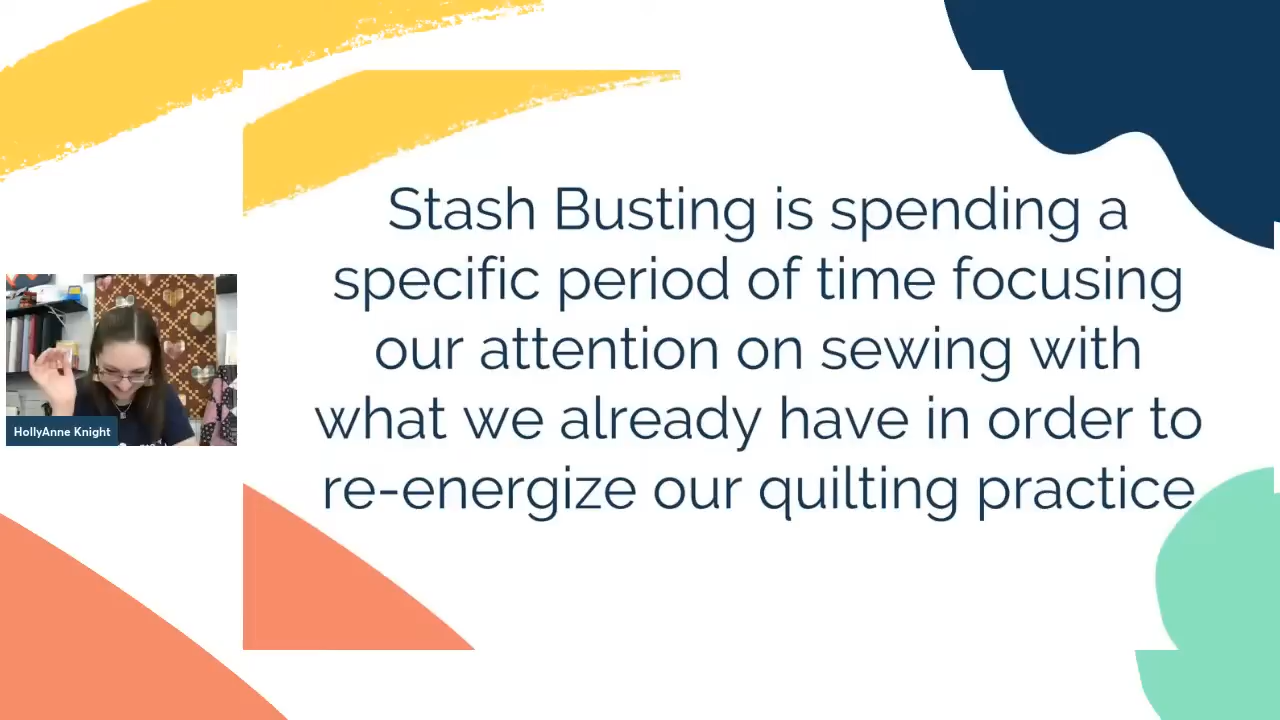 Stash Busting is spending a
specific period of time focusing
our attention on sewing with
what we already have in order to
re-energize our quilting practice
HollyAnne Knight